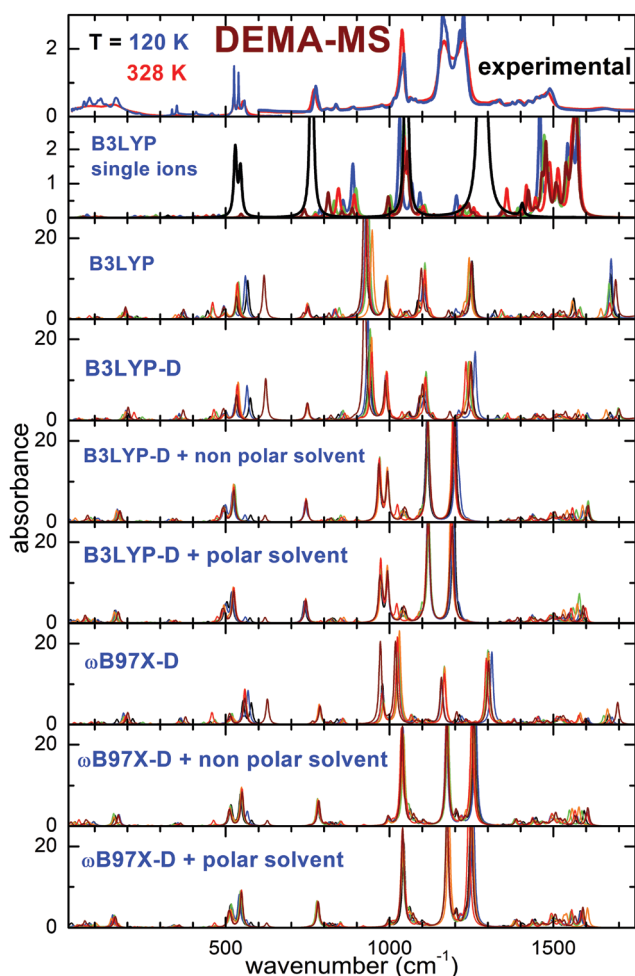 DEMA-MS
T = 120 K
328 K
experimental
3
2
1
0
B3LYP
single ions
2
1
0
B3LYP
20
0
B3LYP-D
20
0
B3LYP-D + non polar solvent
20
0
B3LYP-D + polar solvent
20
0
ωB97X-D
20
0
ωB97X-D + non polar solvent
20
0
ωB97X-D + polar solvent
20
0
absorbance
500 1000 1500
wavenumber (cm-1)